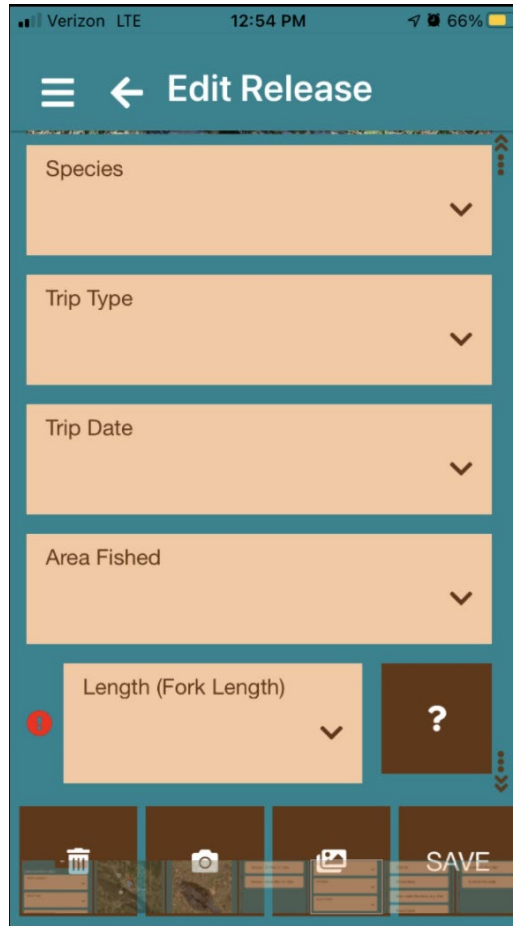 Verizon LTE 12:54 PM 66%
Edit Release
Species
Trip Type
Trip Date
Area Fished
Length (Fork Length)
?
SAVE